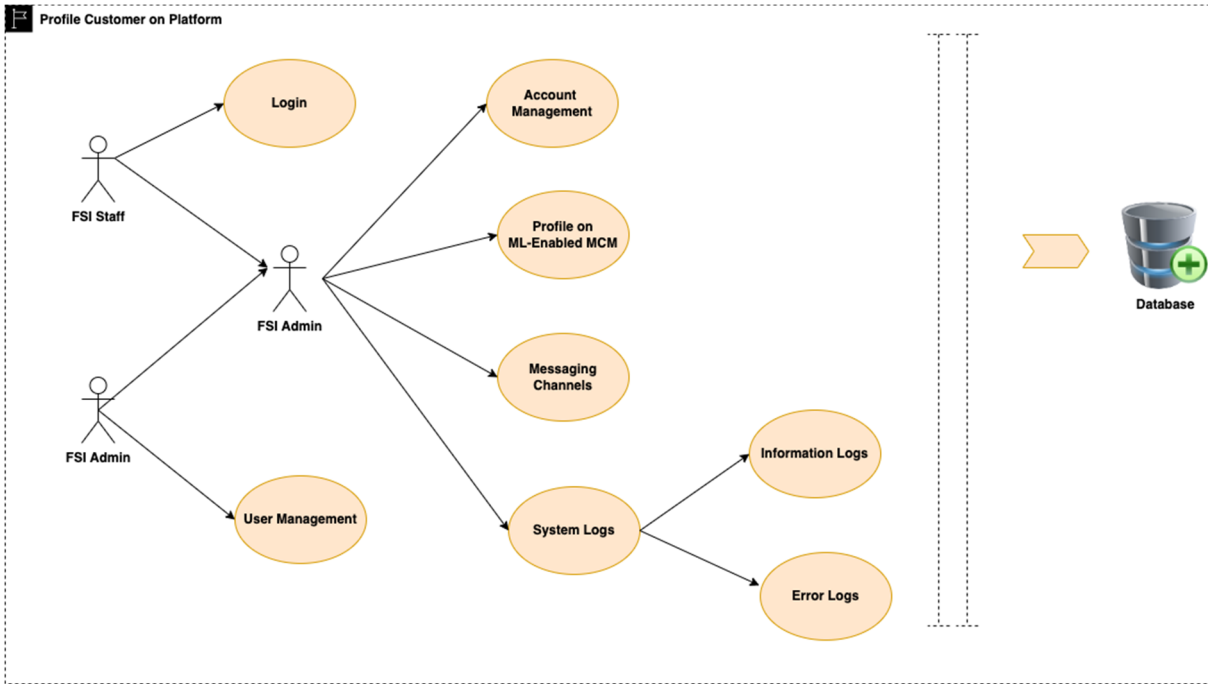 Profile Customer on Platform
Login
Account
Management
FSI Staff
Profile on
ML-Enabled MCM
FSI Admin
Database
Messaging
Channels
FSI Admin
Information Logs
User Management
System Logs
Error Logs